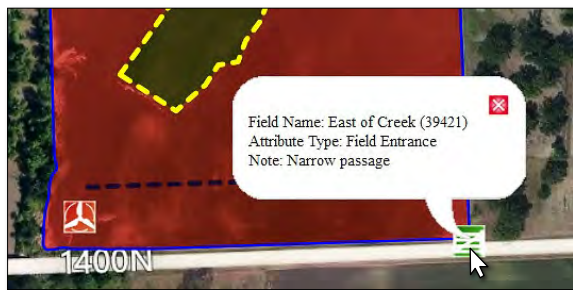 Field Name: East of Creek (39421)
Attribute Type: Field Entrance
Note: Narrow passage
1400N